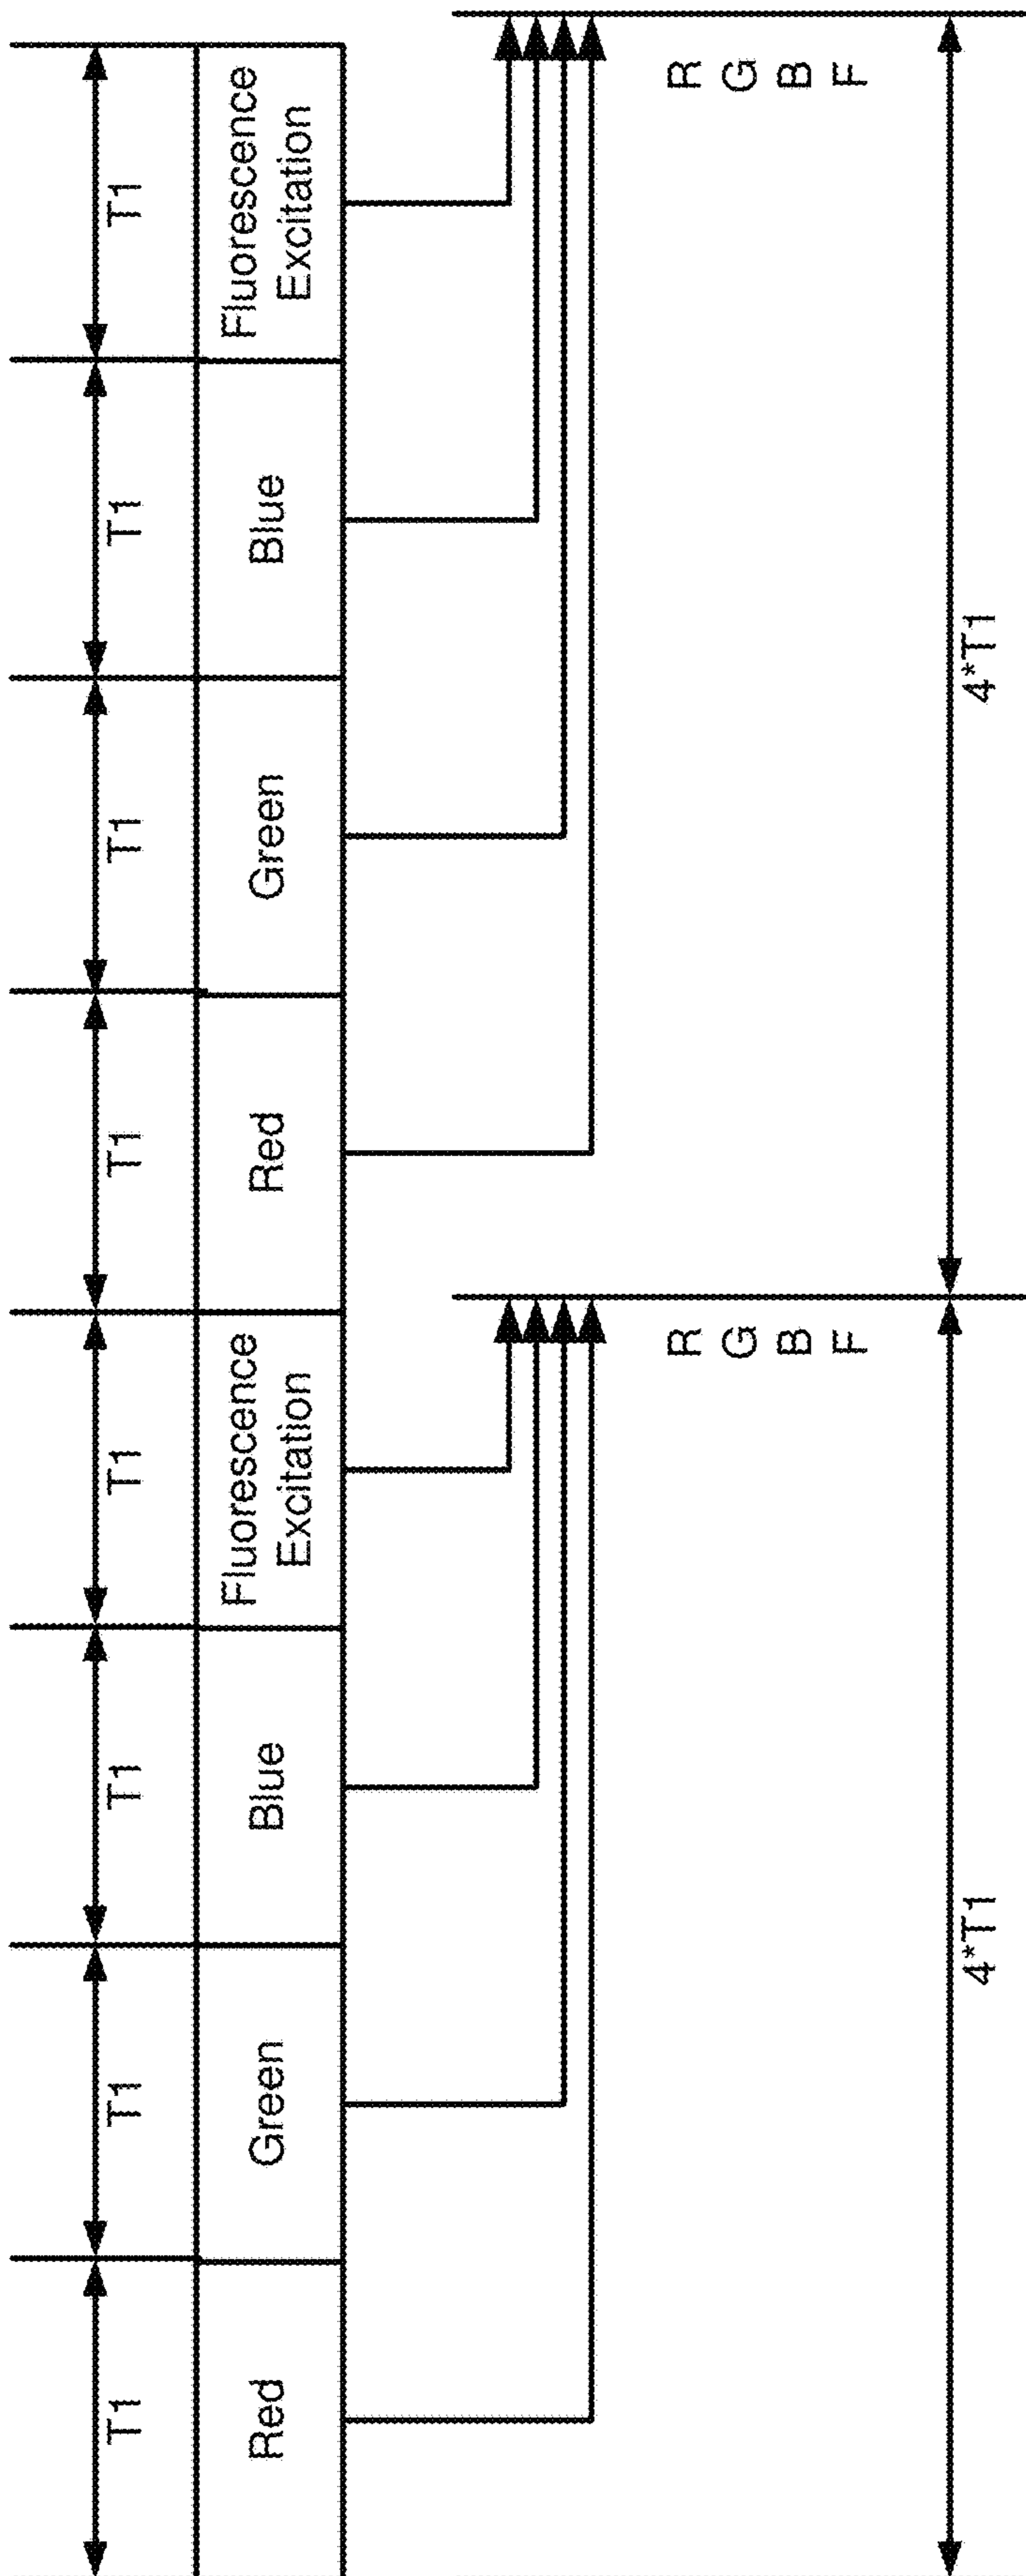 T1 T1 T1 T1 T1 T1 T1 T1
Red Green Blue Fluorescence Excitation Red Green Blue Fluorescence Excitation
R R
G G
B B
F F
4*T1 4*T1